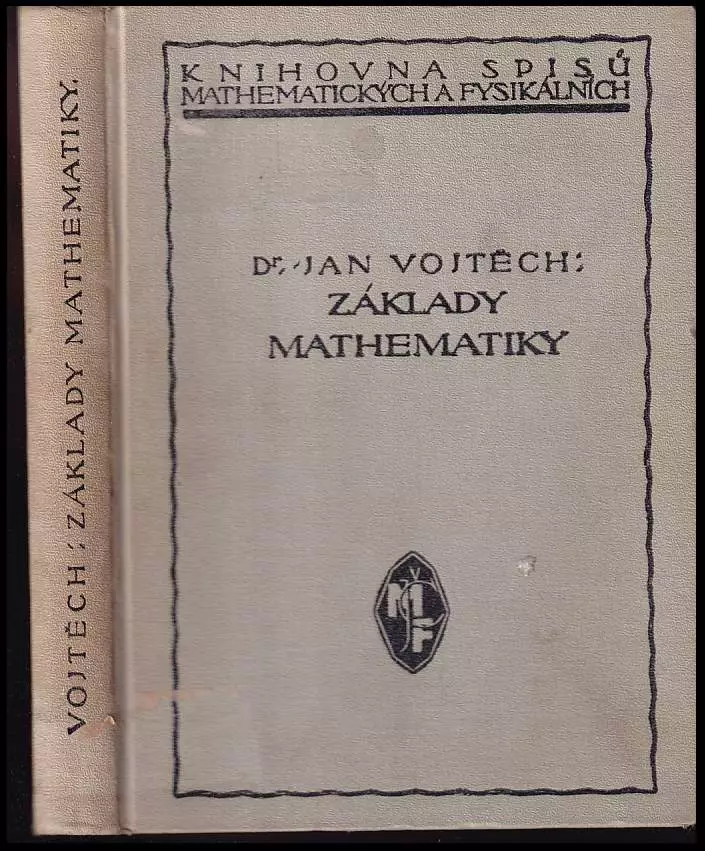 VOJTĚCH: ZÁKLADY MATHEMATIKY.
KNIHOVNA SPISŮ
MATHEMATICKÝCH A FYSIKÁLNÍCH
Dr. JAN VOJTĚCH:
ZÁKLADY
MATHEMATIKY